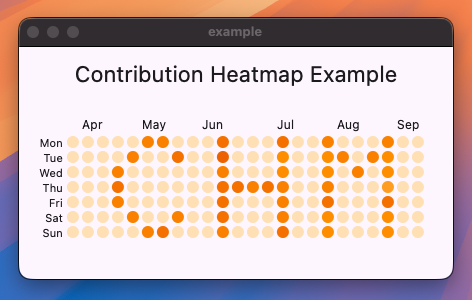 example
Contribution Heatmap Example
Apr May Jun Jul Aug Sep
Mon
Tue
Wed
Thu
Fri
Sat
Sun